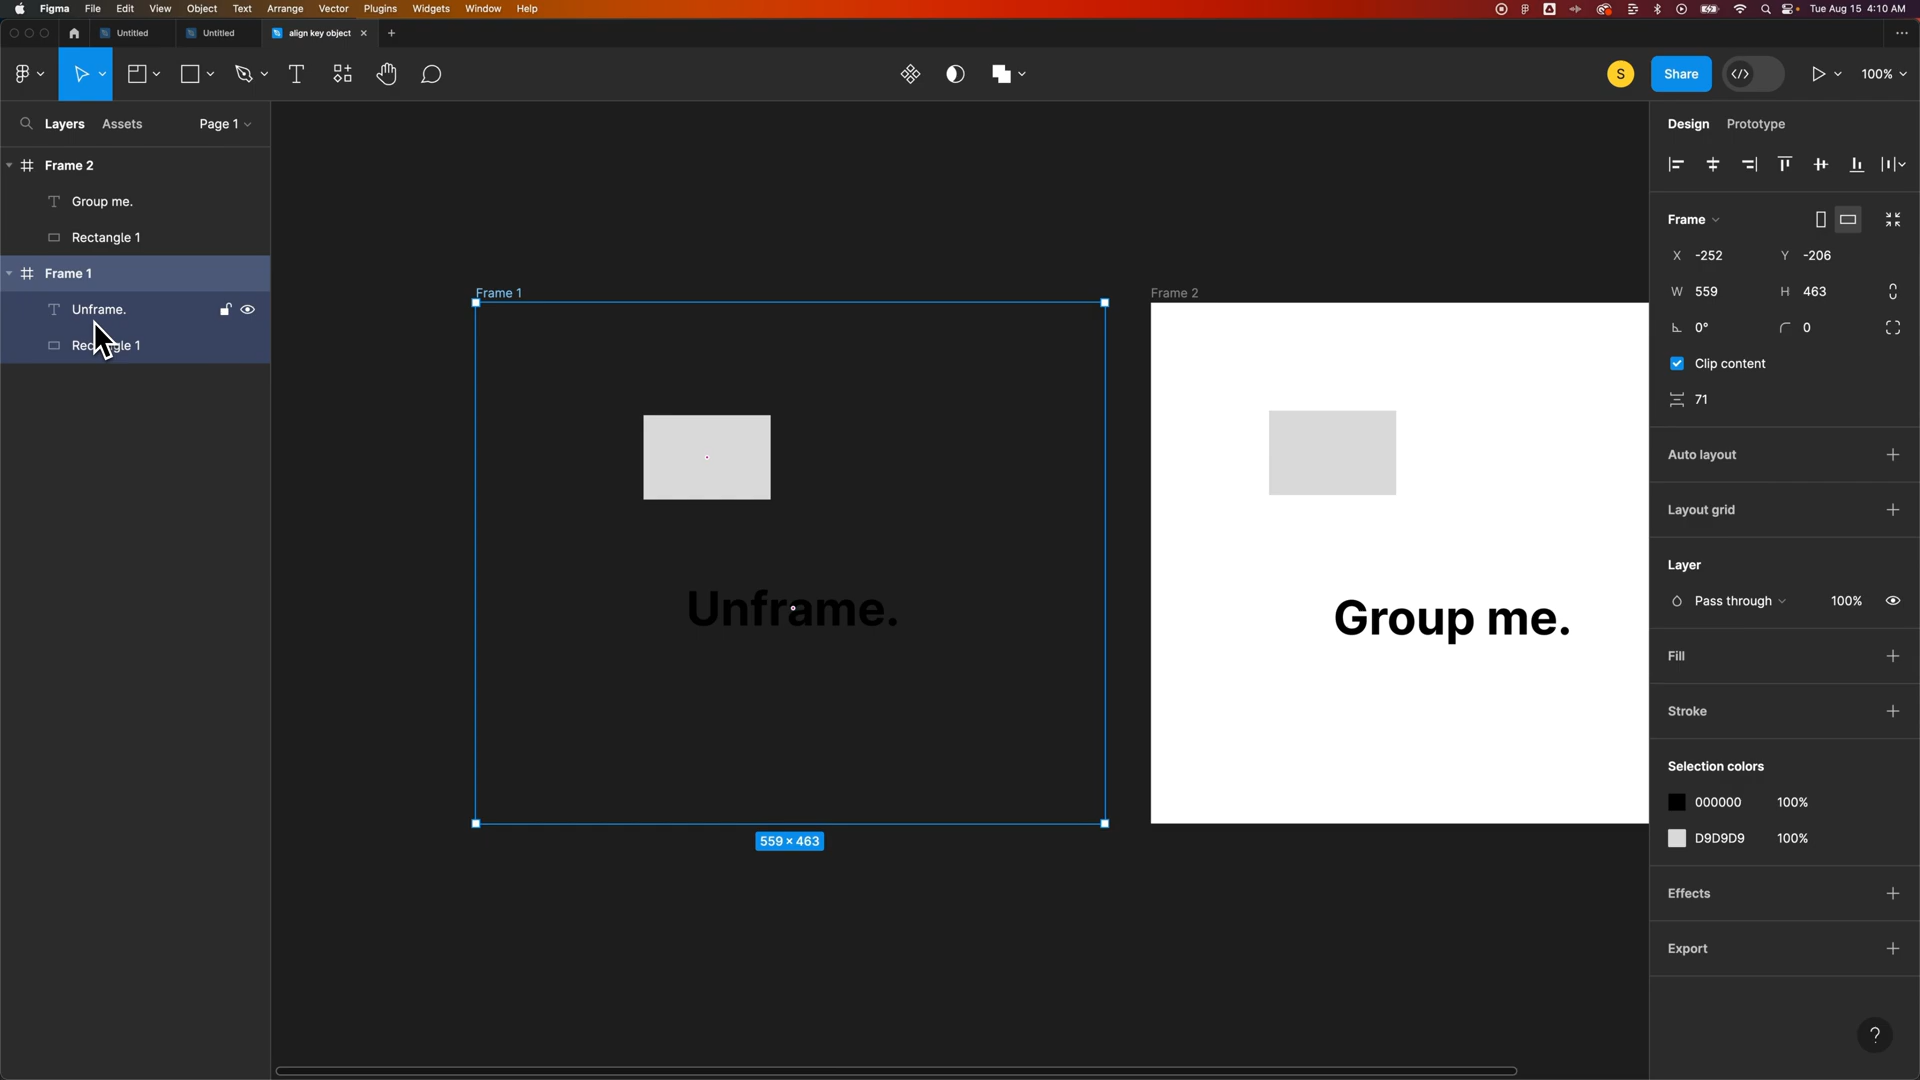 Figma File Edit View Object Text Arrange Vector Plugins Widgets Window Help Tue Aug 15 4:10 AM
Untitled Untitled align key object
S Share 100%
Layers Assets Page 1
Frame 2
Group me.
Rectangle 1
Frame 1
Unframe.
Rectangle 1
Frame 1
Unframe.
559 × 463
Frame 2
Group me.
Design Prototype
Frame
X -252 Y -206
W 559 H 463
0° 0
Clip content
71
Auto layout
Layout grid
Layer
Pass through 100%
Fill
Stroke
Selection colors
000000 100%
D9D9D9 100%
Effects
Export
?